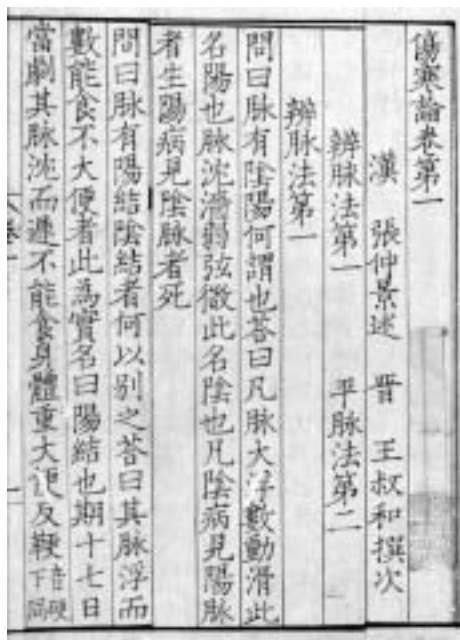 傷寒論卷第一
漢 張仲景述 晋 王叔和撰次
辨脉法第一 平脉法第二
辨脉法第一
問曰脉有陰陽何謂也荅曰凡脉大浮數動滑此
名陽也脉沈濇弱弦微此名陰也凡陰病見陽脉
者生陽病見陰脉者死
問曰脉有陽結陰結者何以別之荅曰其脉浮而
數能食不大便者此為實名曰陽結也期十七日
當劇其脉沈而遲不能食身體重大便反鞕音硬下同